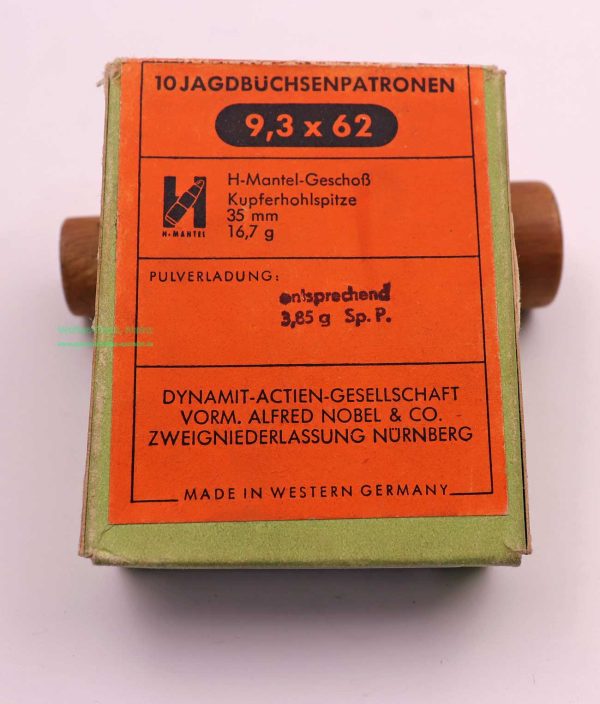 10 JAGDBÜCHSENPATRONEN
9,3 x 62
H-Mantel-Geschoß
Kupferhohlspitze
35 mm
16,7 g
H-MANTEL
PULVERLADUNG:
entsprechend
3,85 g Sp. P.
DYNAMIT-ACTIEN-GESELLSCHAFT
VORM. ALFRED NOBEL & CO.
ZWEIGNIEDERLASSUNG NÜRNBERG
MADE IN WESTERN GERMANY